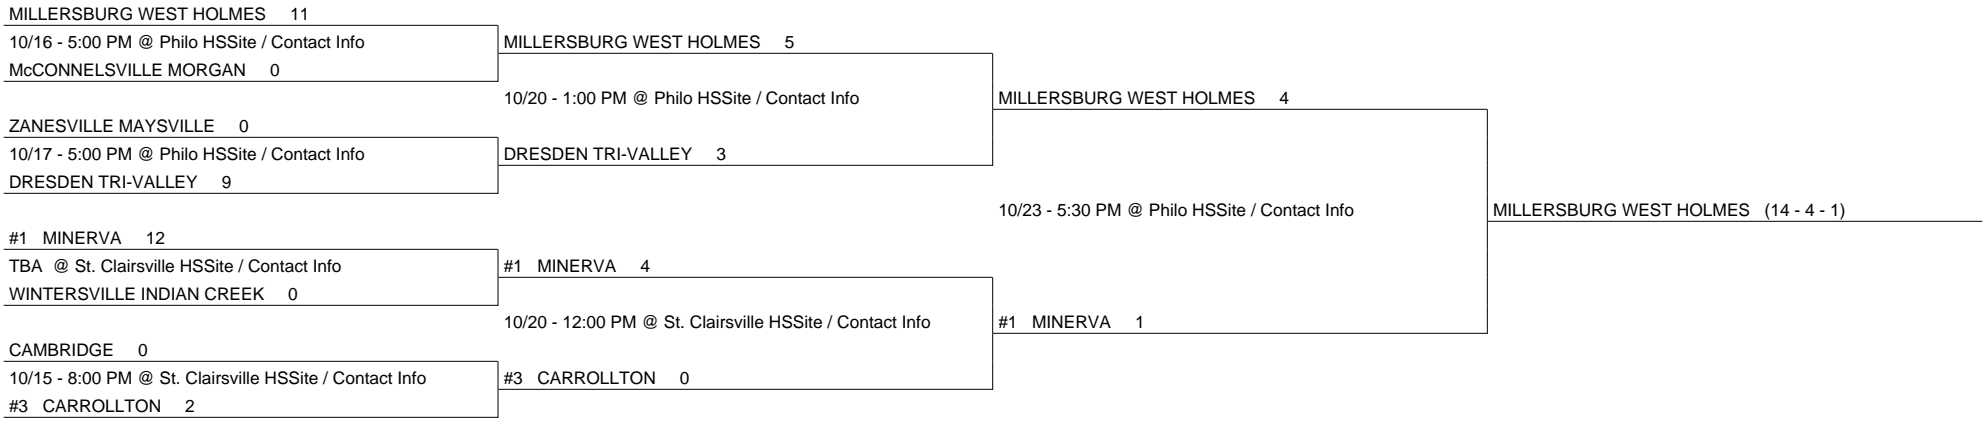 MILLERSBURG WEST HOLMES 11
10/16 - 5:00 PM @ Philo HSSite / Contact Info
McCONNELSVILLE MORGAN 0
ZANESVILLE MAYSVILLE 0
10/17 - 5:00 PM @ Philo HSSite / Contact Info
DRESDEN TRI-VALLEY 9
#1 MINERVA 12
TBA @ St. Clairsville HSSite / Contact Info
WINTERSVILLE INDIAN CREEK 0
CAMBRIDGE 0
10/15 - 8:00 PM @ St. Clairsville HSSite / Contact Info
#3 CARROLLTON 2
MILLERSBURG WEST HOLMES 5
10/20 - 1:00 PM @ Philo HSSite / Contact Info
DRESDEN TRI-VALLEY 3
#1 MINERVA 4
10/20 - 12:00 PM @ St. Clairsville HSSite / Contact Info
#3 CARROLLTON 0
MILLERSBURG WEST HOLMES 4
10/23 - 5:30 PM @ Philo HSSite / Contact Info
#1 MINERVA 1
MILLERSBURG WEST HOLMES (14 - 4 - 1)